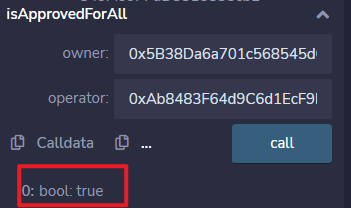 isApprovedForAll
owner: 0x5B38Da6a701c568545d
operator: 0xAb8483F64d9C6d1EcF9
Calldata ... call
0: bool: true